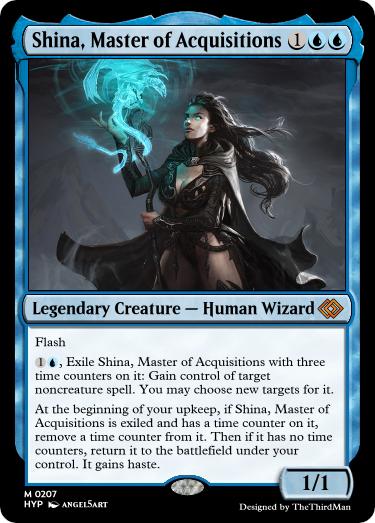 Shina, Master of Acquisitions 1
Legendary Creature — Human Wizard
Flash
1, Exile Shina, Master of Acquisitions with three
time counters on it: Gain control of target
noncreature spell. You may choose new targets for it.
At the beginning of your upkeep, if Shina, Master of
Acquisitions is exiled and has a time counter on it,
remove a time counter from it. Then if it has no time
counters, return it to the battlefield under your
control. It gains haste.
1/1
M 0207
HYP ANGEL5ART
Designed by TheThirdMan